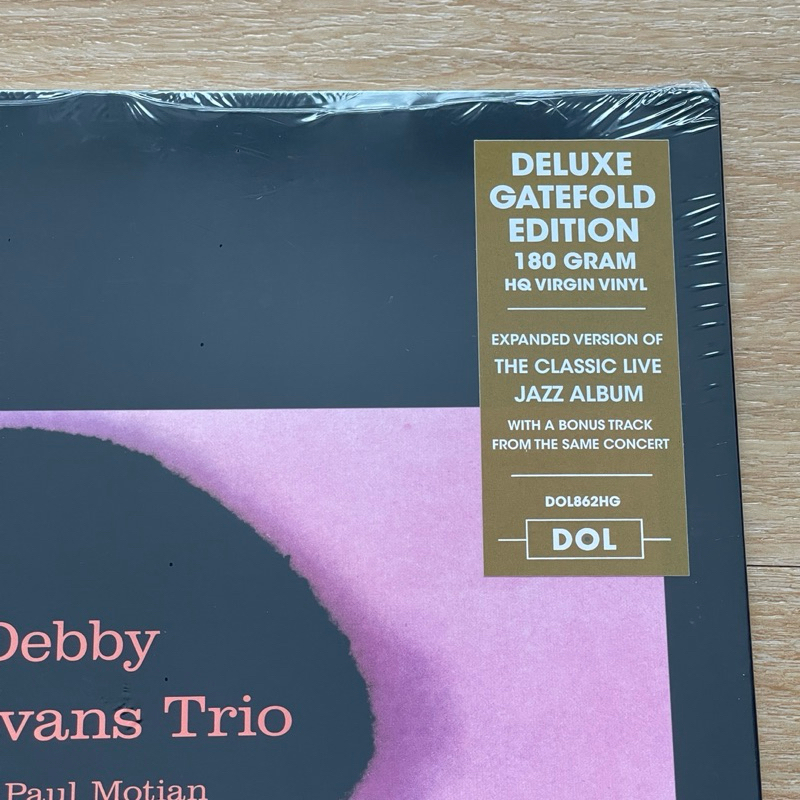 DELUXE
GATEFOLD
EDITION
180 GRAM
HQ VIRGIN VINYL
EXPANDED VERSION OF
THE CLASSIC LIVE
JAZZ ALBUM
WITH A BONUS TRACK
FROM THE SAME CONCERT
DOL862HG
DOL
Debby
vans Trio
Paul Motian